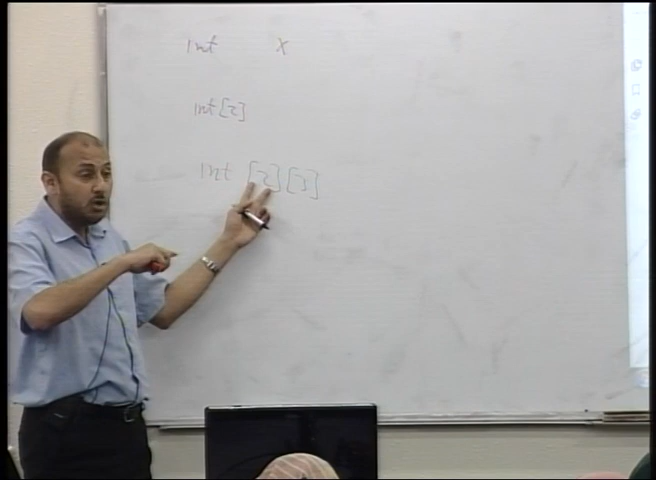 int x
int[2]
int [2][3]